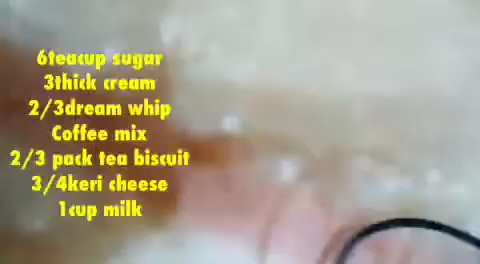 6teacup sugar
3thick cream
2/3dream whip
Coffee mix
2/3 pack tea biscuit
3/4keri cheese
1cup milk